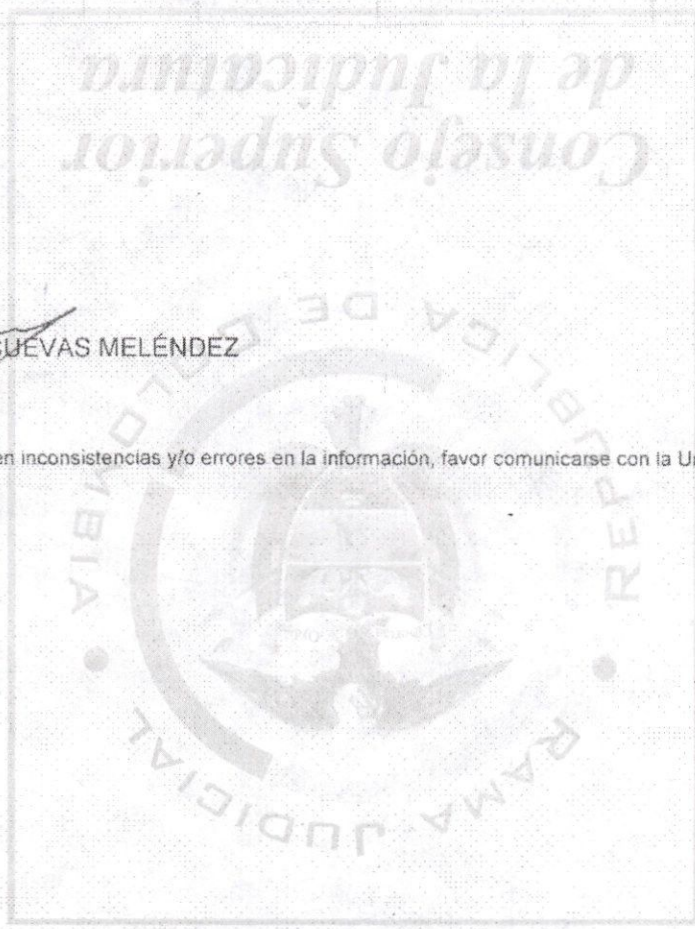 Consejo Superior
de la Judicatura
REPÚBLICA DE COLOMBIA
CUEVAS MELÉNDEZ
en inconsistencias y/o errores en la información, favor comunicarse con la
RAMA JUDICIAL